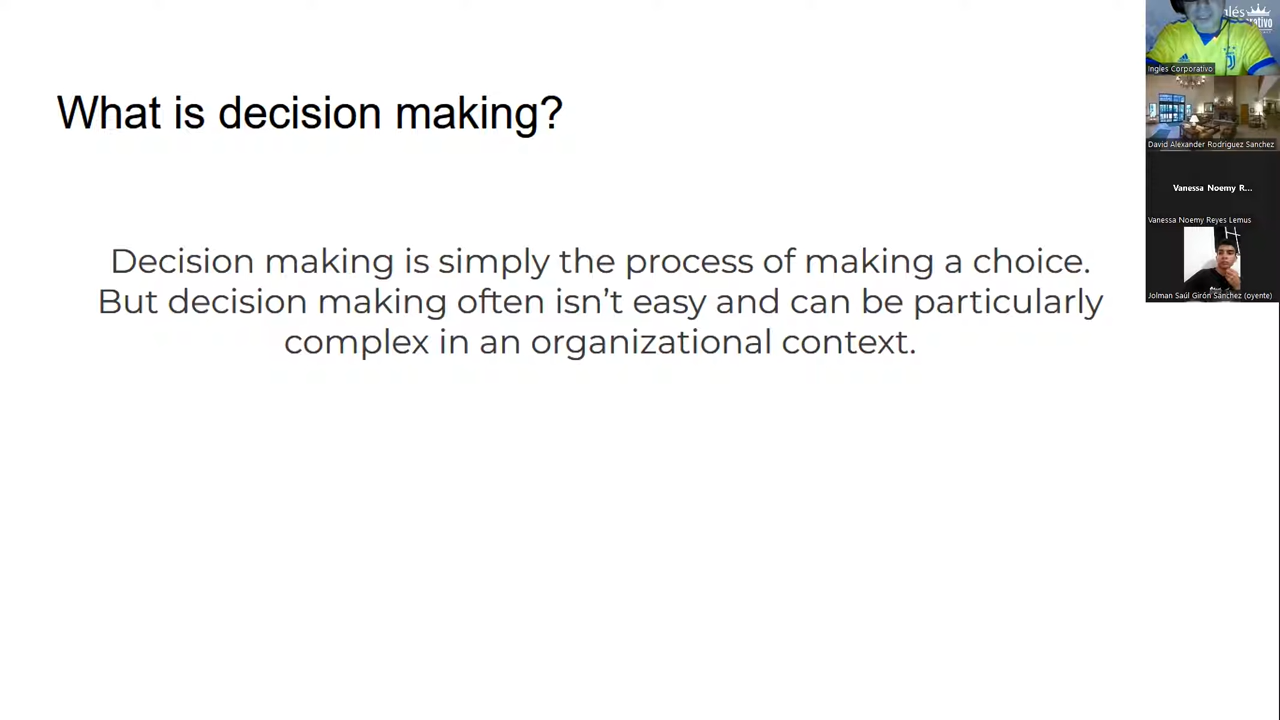 What is decision making?
Decision making is simply the process of making a choice.
But decision making often isn’t easy and can be particularly
complex in an organizational context.
Ingles Corporativo
David Alexander Rodriguez Sanchez
Vanessa Noemy R...
Vanessa Noemy Reyes Lemus
Jolman Saúl Girón Sánchez (oyente)